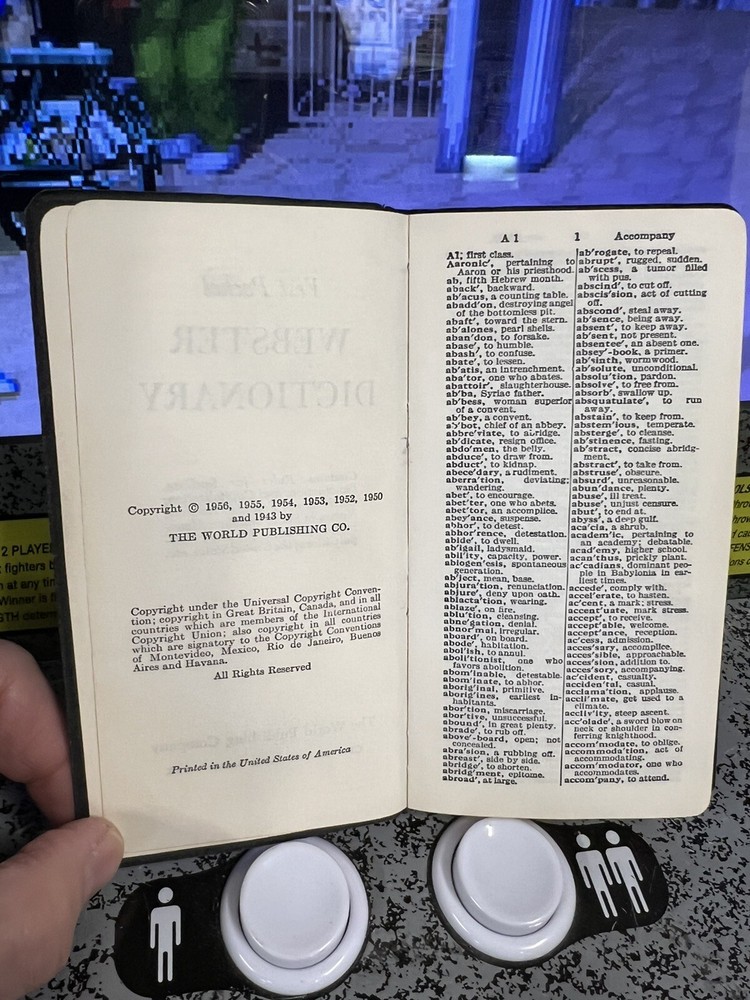 Copyright © 1956, 1955, 1954, 1953, 1952, 1950
and 1943 by
THE WORLD PUBLISHING CO.
Copyright under the Universal Copyright Conven-
tion; copyright in Great Britain, Canada, and in all
countries which are members of the International
Copyright Union; also copyright in all countries
which are signatory to the Copyright Conventions
of Montevideo, Mexico, Rio de Janeiro, Buenos
Aires and Havana.
All Rights Reserved
Printed in the United States of America
A 1 1 Accompany
A1; first class.
Aaronic', pertaining to
Aaron or his priesthood.
ab, fifth Hebrew month.
aback', backward.
ab'acus, a counting table.
abadd'on, destroying angel
of the bottomless pit.
abaft', toward the stern.
ab'alones, pearl shells.
aban'don, to forsake.
abase', to humble.
abash', to confuse.
abate', to lessen.
ab'atis, an intrenchment.
aba'tor, one who abates.
abattoir', slaughterhouse.
ab'ba, Syriac father.
ab'bess, woman superior
of a convent.
ab'bey, a convent.
ab'bot, chief of an abbey.
abbre'viate, to abridge.
ab'dicate, resign office.
abdo'men, the belly.
abduce', to draw from.
abduct', to kidnap.
abece'dary, a rudiment.
aberra'tion, deviating;
wandering.
abet', to encourage.
abet'ter, one who abets.
abet'tor, an accomplice.
abey'ance, suspense.
abhor', to detest.
abhor'rence, detestation.
abide', to dwell.
ab'igail, ladysmaid.
abil'ity, capacity, power.
abiogen'esis, spontaneous
generation.
ab'ject, mean, base.
abjura'tion, renunciation.
abjure', deny upon oath.
ablacta'tion, weaning.
ablaze', on fire.
ablu'tion, cleansing.
abne'gation, denial.
abnor'mal, irregular.
aboard', on board.
abode', habitation.
abol'ish, to annul.
aboli'tionist, one who
favors abolition.
abom'inable, detestable.
abom'inate, to abhor.
aborig'inal, primitive.
aborig'ines, earliest in-
habitants.
abor'tion, miscarriage.
abor'tive, unsuccessful.
abound', in great plenty.
abrade', to rub off.
above'-board, open; not
concealed.
abra'sion, a rubbing off.
abreast', side by side.
abridge', to shorten.
abridg'ment, epitome.
abroad', at large.
ab'rogate, to repeal.
abrupt', rugged, sudden.
ab'scess, a tumor filled
with pus.
abscind', to cut off.
abscis'sion, act of cutting
off.
abscond', steal away.
ab'sence, being away.
absent', to keep away.
ab'sent, not present.
absentee', an absent one.
absey'-book, a primer.
ab'sinth, wormwood.
ab'solute, unconditional.
absolu'tion, pardon.
absolve', to free from.
absorb', swallow up.
absquatulate', to run
away.
abstain', to keep from.
abstem'ious, temperate.
absterge', to cleanse.
ab'stinence, fasting.
ab'stract, concise abridg-
ment.
abstract', to take from.
abstruse', obscure.
absurd', unreasonable.
abun'dance, plenty.
abuse', ill treat.
abuse', unjust censure.
abut', to end at.
abyss', a deep gulf.
aca'cia, a shrub.
academ'ic, pertaining to
an academy; debatable.
acad'emy, higher school.
acan'thus, prickly plant.
ac'cadians, dominant peo-
ple in Babylonia in ear-
liest times.
accede', comply with.
accel'erate, to hasten.
ac'cent, a mark; stress.
accent'uate, mark stress.
accept', to receive.
accept'able, welcome.
accept'ance, reception.
ac'cess, admission.
acces'sary, accomplice.
acces'sible, approachable.
acces'sion, addition to.
acces'sory, accompanying.
ac'cident, casualty.
acciden'tal, casual.
acclama'tion, applause.
accli'mate, get used to a
climate.
accliv'ity, steep ascent.
acc'olade, a sword blow on
neck or shoulder in con-
ferring knighthood.
accom'modate, to oblige.
accommoda'tion, act of
accommodating.
accom'modator, one who
accommodates.
accom'pany, to attend.
2 PLAYE
fighters b
n at any tim
Winner is fi